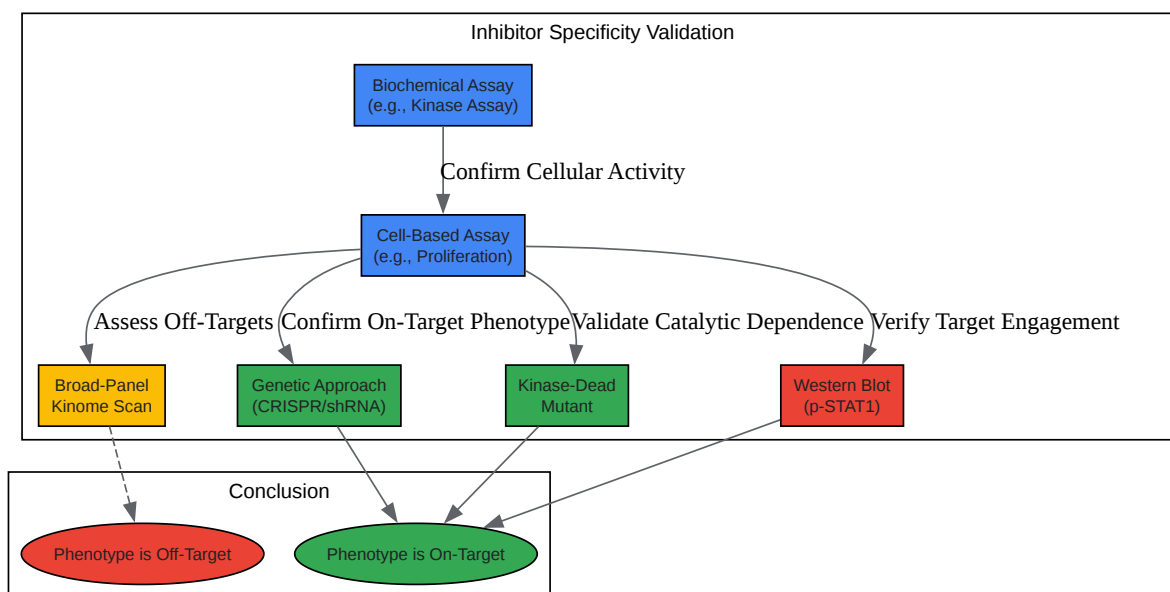 Inhibitor Specificity Validation
Biochemical Assay
(e.g., Kinase Assay)
Confirm Cellular Activity
Cell-Based Assay
(e.g., Proliferation)
Assess Off-Targets
Confirm On-Target Phenotype
Validate Catalytic Dependence
Verify Target Engagement
Broad-Panel
Kinome Scan
Genetic Approach
(CRISPR/shRNA)
Kinase-Dead
Mutant
Western Blot
(p-STAT1)
Conclusion
Phenotype is Off-Target
Phenotype is On-Target